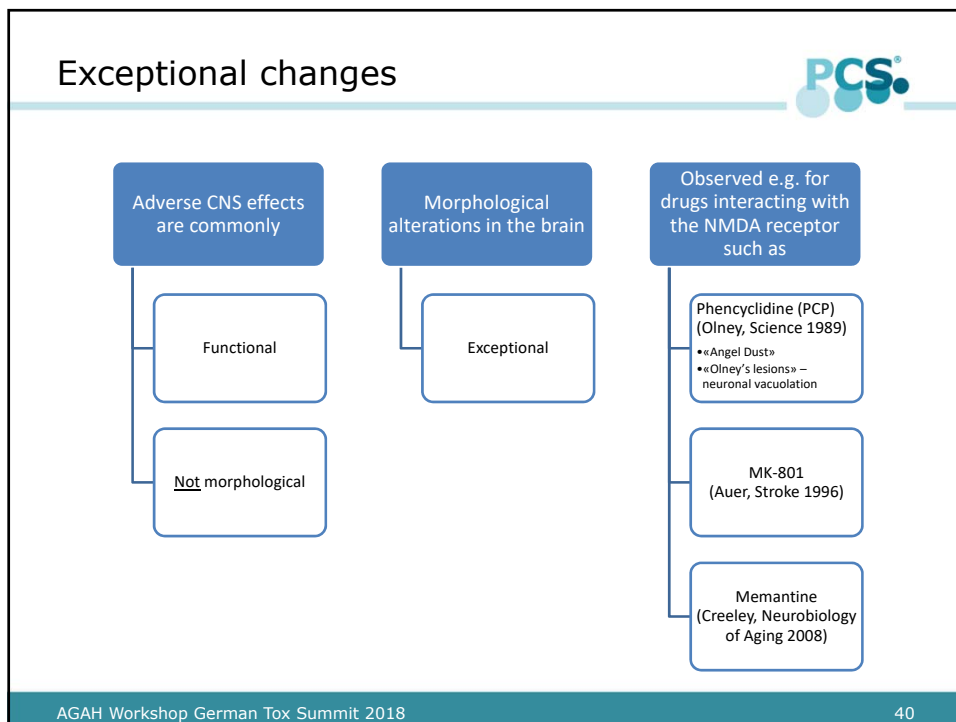 Exceptional changes
PCS®
Adverse CNS effects
are commonly
Functional
Not morphological
Morphological
alterations in the brain
Exceptional
Observed e.g. for
drugs interacting with
the NMDA receptor
such as
Phencyclidine (PCP)
(Olney, Science 1989)
•«Angel Dust»
•«Olney’s lesions» –
neuronal vacuolation
MK-801
(Auer, Stroke 1996)
Memantine
(Creeley, Neurobiology
of Aging 2008)
AGAH Workshop German Tox Summit 2018
40